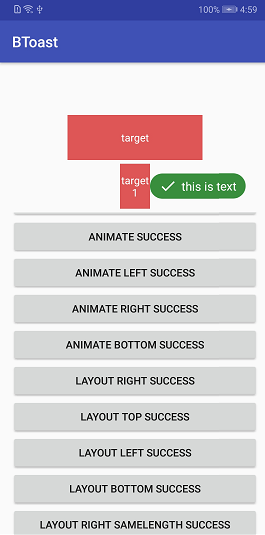 100% 4:59
BToast
target
target
1
this is text
ANIMATE SUCCESS
ANIMATE LEFT SUCCESS
ANIMATE RIGHT SUCCESS
ANIMATE BOTTOM SUCCESS
LAYOUT RIGHT SUCCESS
LAYOUT TOP SUCCESS
LAYOUT LEFT SUCCESS
LAYOUT BOTTOM SUCCESS
LAYOUT RIGHT SAMELENGTH SUCCESS